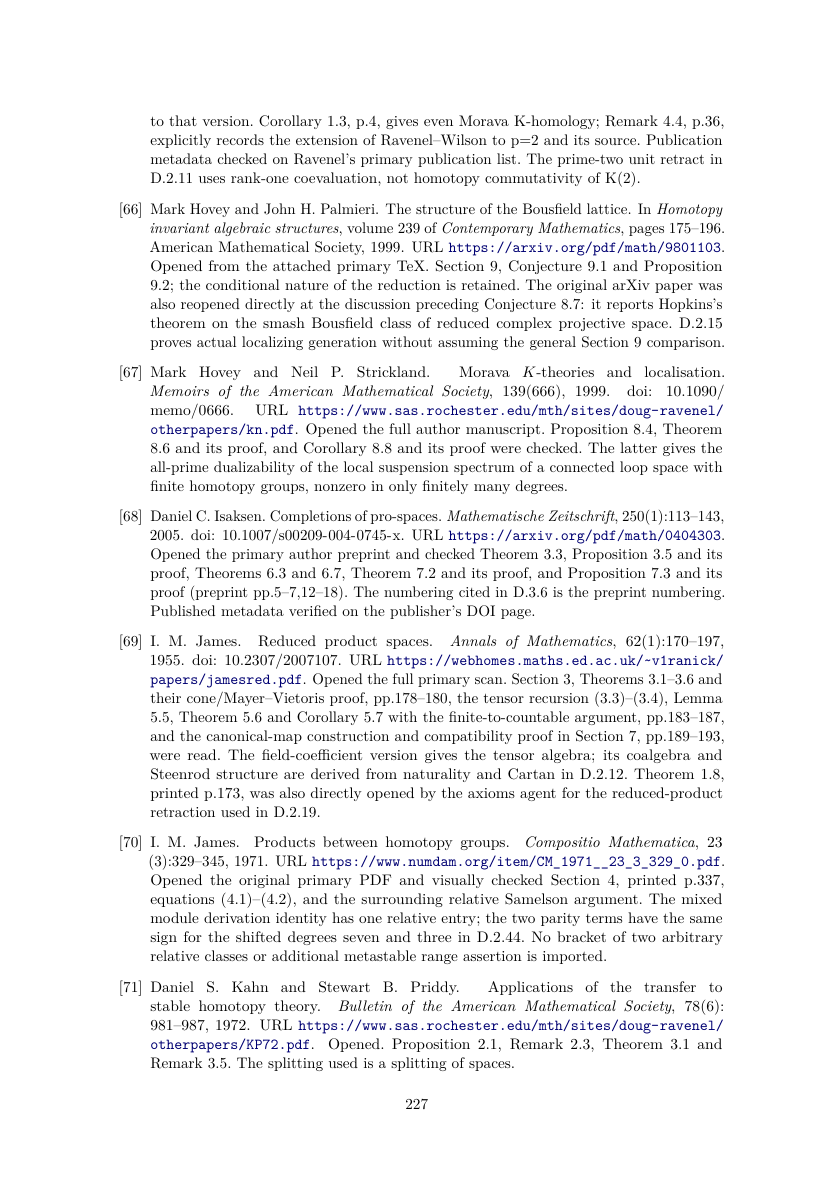 to that version. Corollary 1.3, p.4, gives even Morava K-homology; Remark 4.4, p.36,
explicitly records the extension of Ravenel–Wilson to p=2 and its source. Publication
metadata checked on Ravenel's primary publication list. The prime-two unit retract in
D.2.11 uses rank-one coevaluation, not homotopy commutativity of K(2).
[66] Mark Hovey and John H. Palmieri. The structure of the Bousfield lattice. In Homotopy
invariant algebraic structures, volume 239 of Contemporary Mathematics, pages 175–196.
American Mathematical Society, 1999. URL https://arxiv.org/pdf/math/9801103.
Opened from the attached primary TeX. Section 9, Conjecture 9.1 and Proposition
9.2; the conditional nature of the reduction is retained. The original arXiv paper was
also reopened directly at the discussion preceding Conjecture 8.7: it reports Hopkins's
theorem on the smash Bousfield class of reduced complex projective space. D.2.15
proves actual localizing generation without assuming the general Section 9 comparison.
[67] Mark Hovey and Neil P. Strickland. Morava K-theories and localisation.
Memoirs of the American Mathematical Society, 139(666), 1999. doi: 10.1090/
memo/0666. URL https://www.sas.rochester.edu/mth/sites/doug-ravenel/
otherpapers/kn.pdf. Opened the full author manuscript. Proposition 8.4, Theorem
8.6 and its proof, and Corollary 8.8 and its proof were checked. The latter gives the
all-prime dualizability of the local suspension spectrum of a connected loop space with
finite homotopy groups, nonzero in only finitely many degrees.
[68] Daniel C. Isaksen. Completions of pro-spaces. Mathematische Zeitschrift, 250(1):113–143,
2005. doi: 10.1007/s00209-004-0745-x. URL https://arxiv.org/pdf/math/0404303.
Opened the primary author preprint and checked Theorem 3.3, Proposition 3.5 and its
proof, Theorems 6.3 and 6.7, Theorem 7.2 and its proof, and Proposition 7.3 and its
proof (preprint pp.5–7,12–18). The numbering cited in D.3.6 is the preprint numbering.
Published metadata verified on the publisher's DOI page.
[69] I. M. James. Reduced product spaces. Annals of Mathematics, 62(1):170–197,
1955. doi: 10.2307/2007107. URL https://webhomes.maths.ed.ac.uk/~v1ranick/
papers/jamesred.pdf. Opened the full primary scan. Section 3, Theorems 3.1–3.6 and
their cone/Mayer–Vietoris proof, pp.178–180, the tensor recursion (3.3)–(3.4), Lemma
5.5, Theorem 5.6 and Corollary 5.7 with the finite-to-countable argument, pp.183–187,
and the canonical-map construction and compatibility proof in Section 7, pp.189–193,
were read. The field-coefficient version gives the tensor algebra; its coalgebra and
Steenrod structure are derived from naturality and Cartan in D.2.12. Theorem 1.8,
printed p.173, was also directly opened by the axioms agent for the reduced-product
retraction used in D.2.19.
[70] I. M. James. Products between homotopy groups. Compositio Mathematica, 23
(3):329–345, 1971. URL https://www.numdam.org/item/CM_1971__23_3_329_0.pdf.
Opened the original primary PDF and visually checked Section 4, printed p.337,
equations (4.1)–(4.2), and the surrounding relative Samelson argument. The mixed
module derivation identity has one relative entry; the two parity terms have the same
sign for the shifted degrees seven and three in D.2.44. No bracket of two arbitrary
relative classes or additional metastable range assertion is imported.
[71] Daniel S. Kahn and Stewart B. Priddy. Applications of the transfer to
stable homotopy theory. Bulletin of the American Mathematical Society, 78(6):
981–987, 1972. URL https://www.sas.rochester.edu/mth/sites/doug-ravenel/
otherpapers/KP72.pdf. Opened. Proposition 2.1, Remark 2.3, Theorem 3.1 and
Remark 3.5. The splitting used is a splitting of spaces.
227